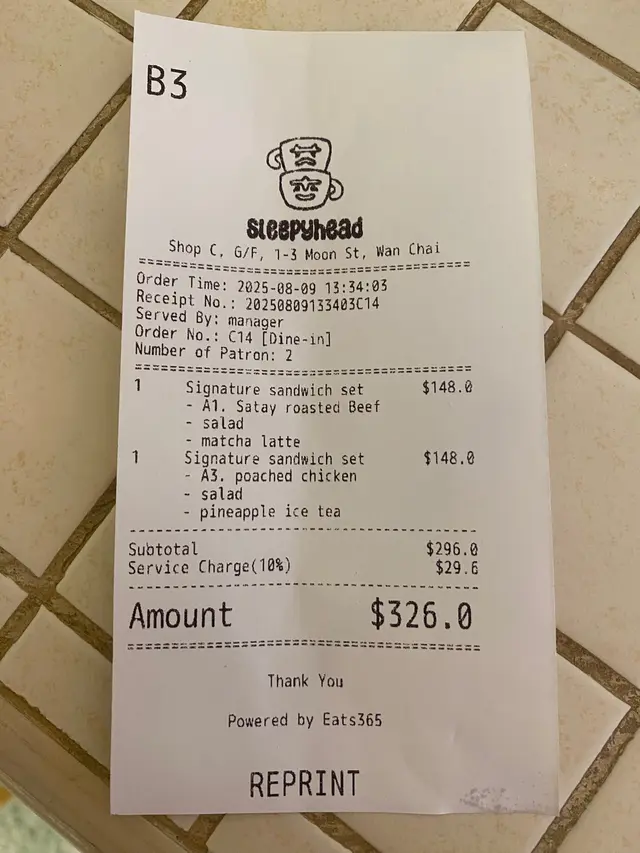 B3
sleepyhead
Shop C, G/F, 1-3 Moon St, Wan Chai
Order Time: 2025-08-09 13:34:03
Receipt No.: 20250809133403C14
Served By: manager
Order No.: C14 [Dine-in]
Number of Patron: 2
1 Signature sandwich set $148.0
- A1. Satay roasted Beef
- salad
- matcha latte
1 Signature sandwich set $148.0
- A3. poached chicken
- salad
- pineapple ice tea
Subtotal $296.0
Service Charge(10%) $29.6
Amount $326.0
Thank You
Powered by Eats365
REPRINT